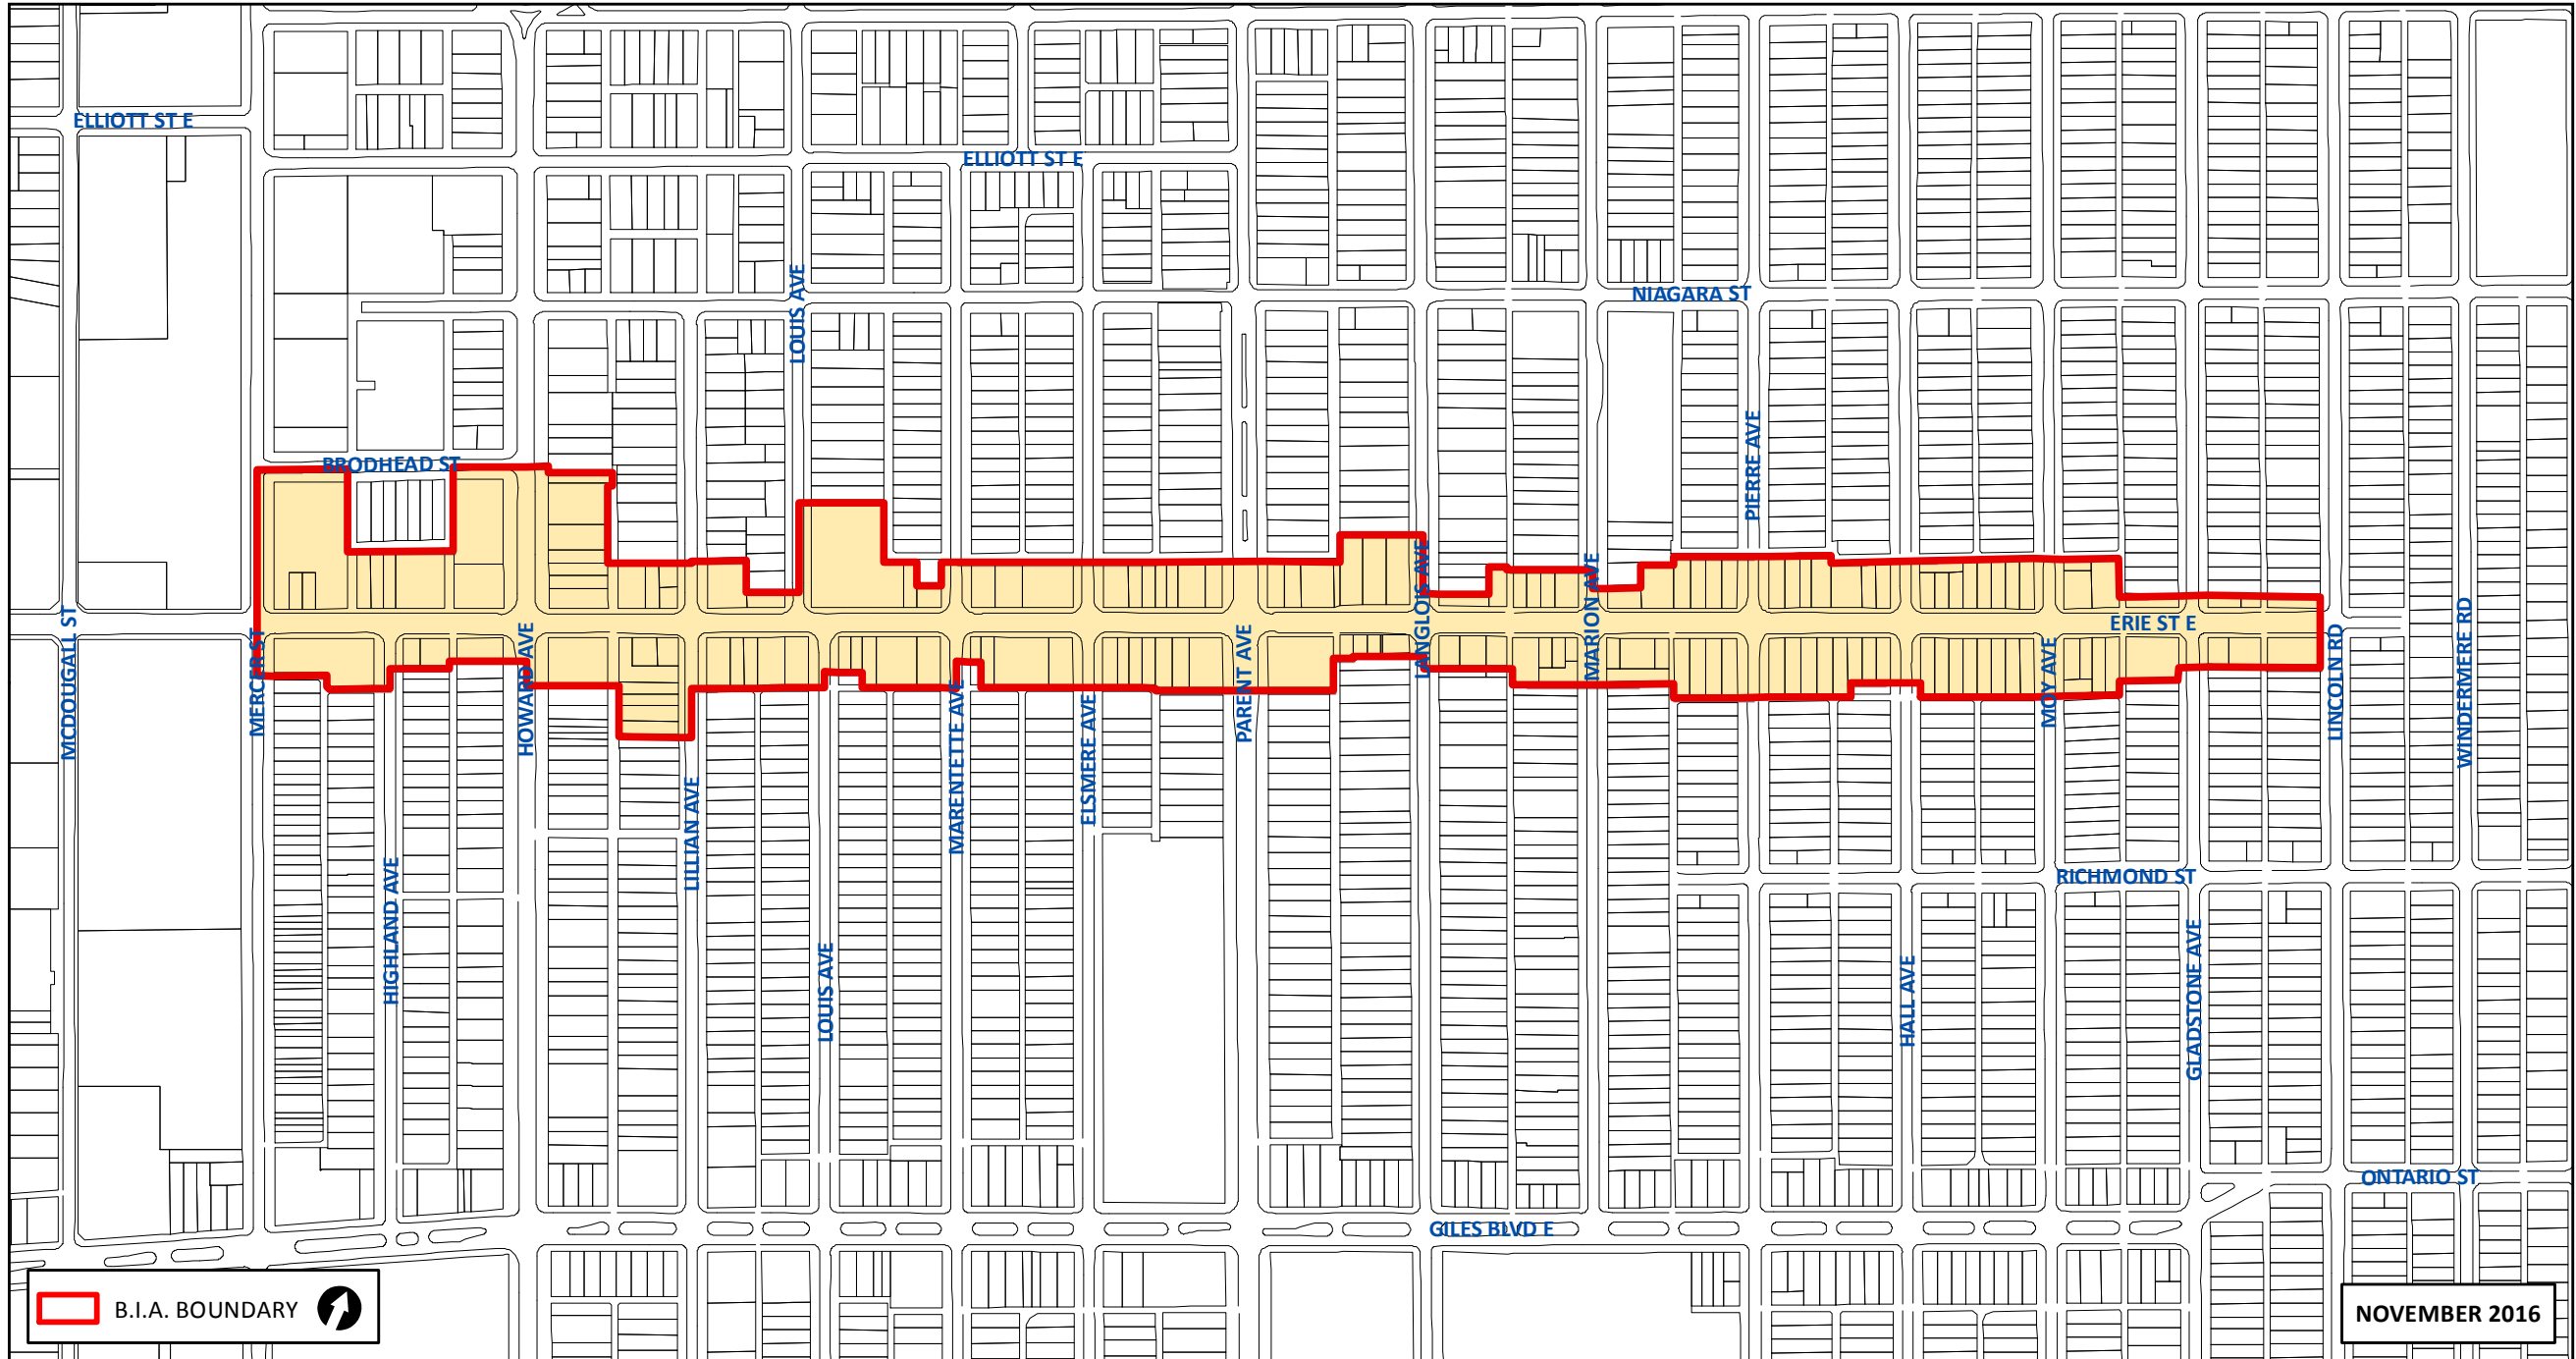 ELLIOTT ST E
ELLIOTT ST E
NIAGARA ST
LOUIS AVE
BRODHEAD ST
PIERRE AVE
LANGLOIS AVE
MARION AVE
ERIE ST E
MCDOUGALL ST
MERCER ST
HOWARD AVE
PARENT AVE
MOY AVE
LINCOLN RD
WINDERMERE RD
MARENTETTE AVE
ELSMERE AVE
LILLIAN AVE
HIGHLAND AVE
RICHMOND ST
LOUIS AVE
HALL AVE
GLADSTONE AVE
ONTARIO ST
GILES BLVD E
B.I.A. BOUNDARY
NOVEMBER 2016